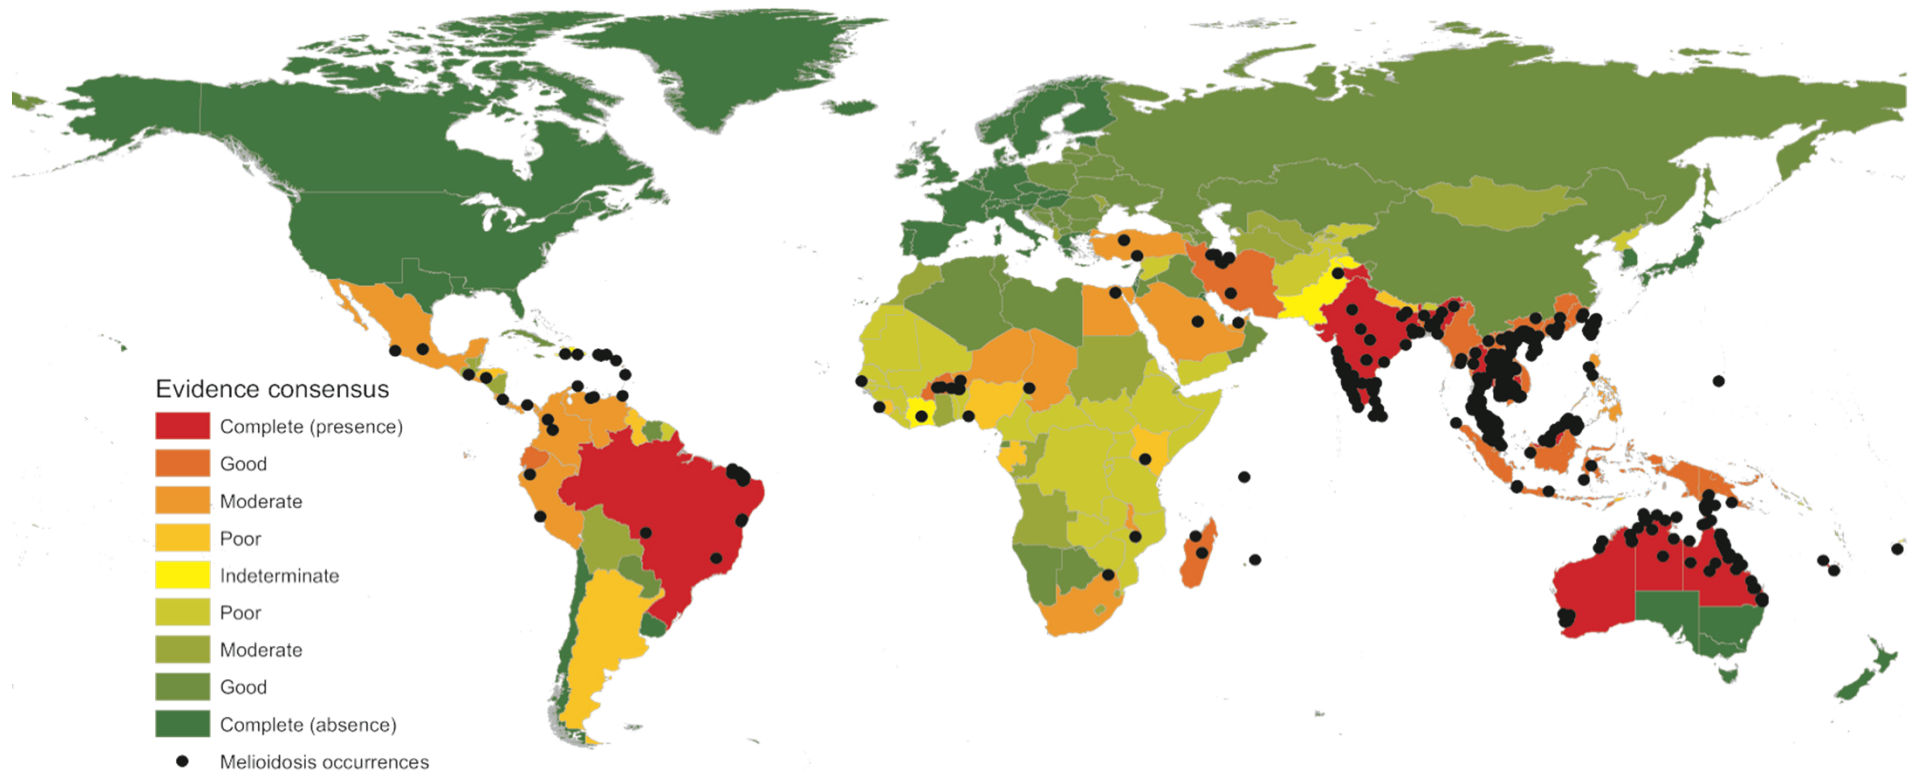 Evidence consensus
Complete (presence)
Good
Moderate
Poor
Indeterminate
Poor
Moderate
Good
Complete (absence)
Melioidosis occurrences